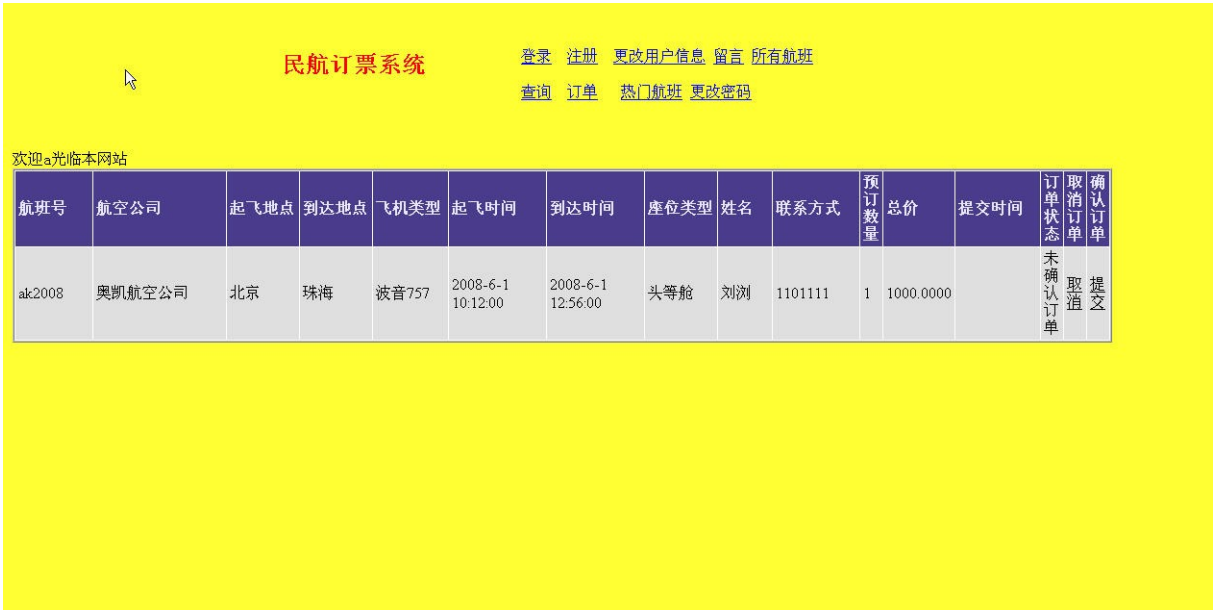 民航订票系统
登录 注册 更改用户信息 留言 所有航班
查询 订单 热门航班 更改密码
欢迎a光临本网站
航班号 航空公司 起飞地点 到达地点 飞机类型 起飞时间 到达时间 座位类型 姓名 联系方式 预订数量 总价 提交时间 订单状态 取消订单 确认订单
ak2008 奥凯航空公司 北京 珠海 波音757 2008-6-1 10:12:00 2008-6-1 12:56:00 头等舱 刘浏 1101111 1 1000.0000 未确认订单 取消 提交